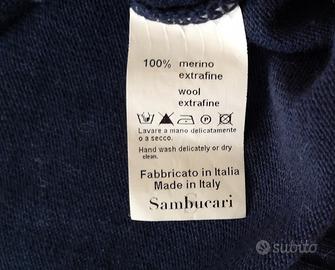 100% merino
extrafine
wool
extrafine
Lavare a mano delicatamente
o a secco.
Hand wash delicately or dry
clean.
Fabbricato in Italia
Made in Italy
Sambucari
subito